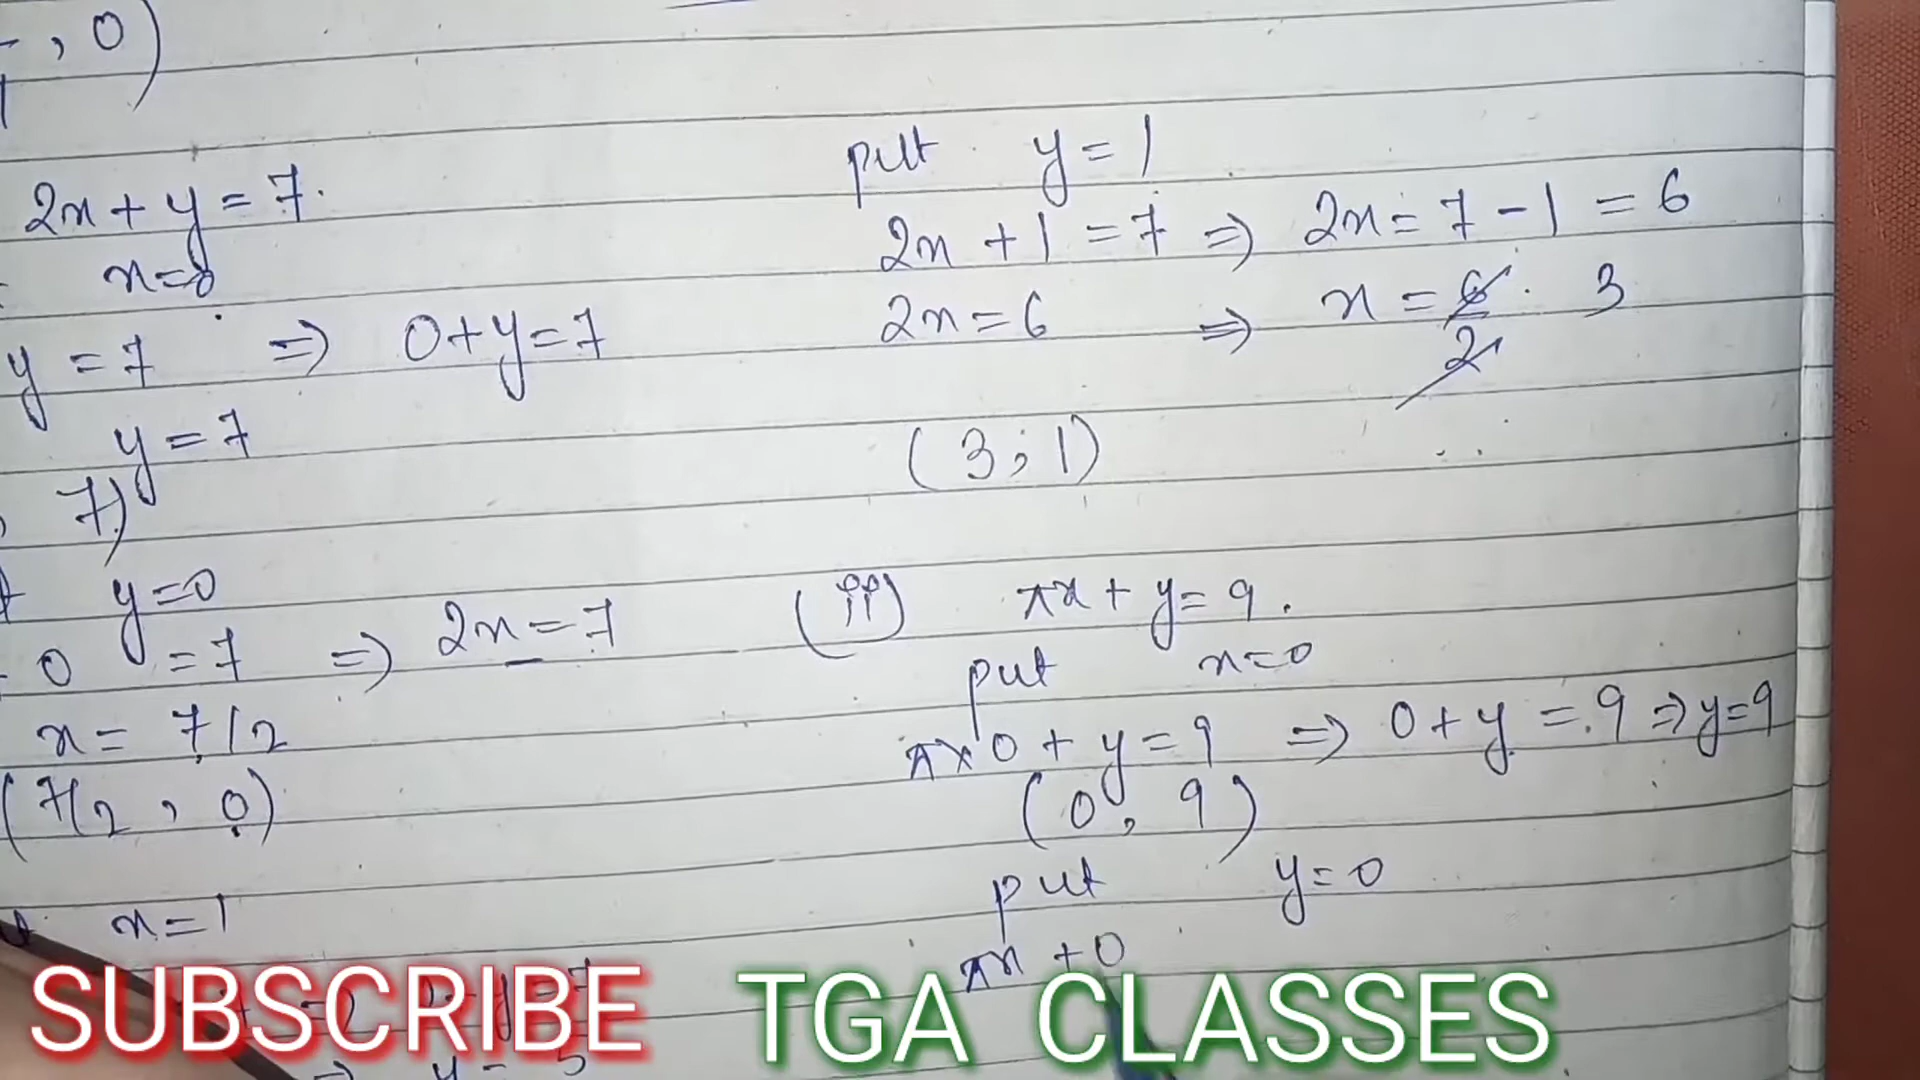 , 0)
2x + y = 7.
x=0
y = 7 ⇒ 0+y=7
y = 7
, 7)
y=0
0 = 7 ⇒ 2x = 7
x = 7/2
(7/2 , 0)
x=1
put y = 1
2x + 1 = 7 ⇒ 2x = 7 - 1 = 6
2x = 6 ⇒ x = 6/2 3
(3, 1)
(ii) πx + y = 9.
put x=0
π×0 + y = 9 ⇒ 0 + y = 9 ⇒ y=9
(0, 9)
put y=0
πx + 0
SUBSCRIBE TGA CLASSES